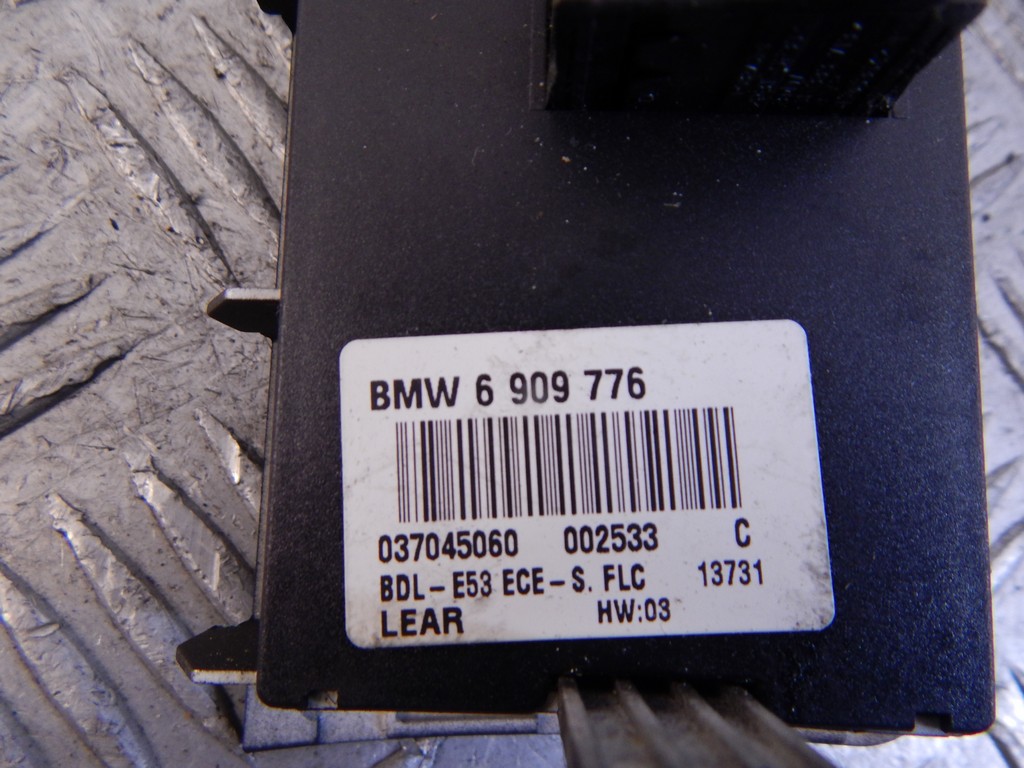 BMW 6 909 776
037045060 002533 C
BDL-E53 ECE-S. FLC 13731
LEAR HW:03